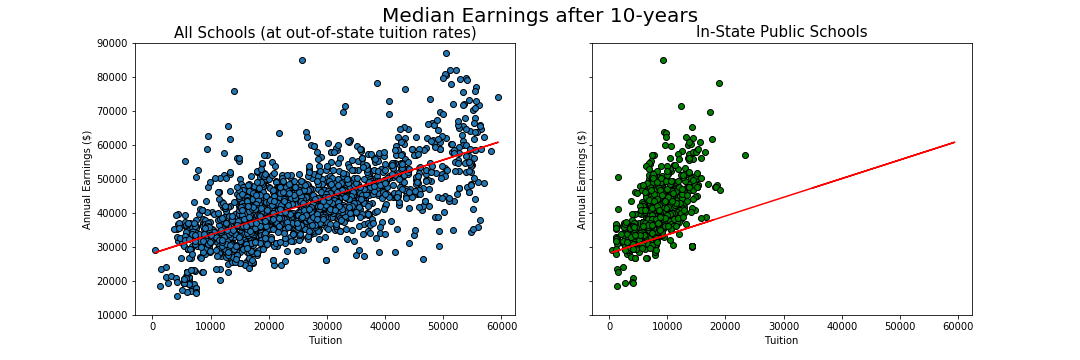 Median Earnings after 10-years
All Schools (at out-of-state tuition rates)
In-State Public Schools
90000
80000
70000
60000
50000
40000
30000
20000
10000
Annual Earnings ($)
0 10000 20000 30000 40000 50000 60000
Tuition
Annual Earnings ($)
0 10000 20000 30000 40000 50000 60000
Tuition